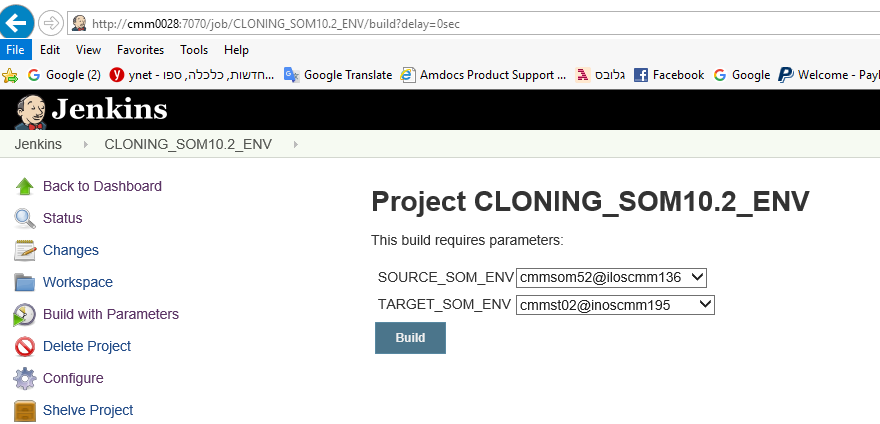 http://cmm0028:7070/job/CLONING_SOM10.2_ENV/build?delay=0sec
File Edit View Favorites Tools Help
Google (2) ynet - חדשות, כלכלה, ספו... Google Translate Amdocs Product Support ... גלובס Facebook Google Welcome - Payl
Jenkins
Jenkins CLONING_SOM10.2_ENV
Back to Dashboard
Status
Changes
Workspace
Build with Parameters
Delete Project
Configure
Shelve Project
Project CLONING_SOM10.2_ENV
This build requires parameters:
SOURCE_SOM_ENV cmmsom52@iloscmm136
TARGET_SOM_ENV cmmst02@inoscmm195
Build